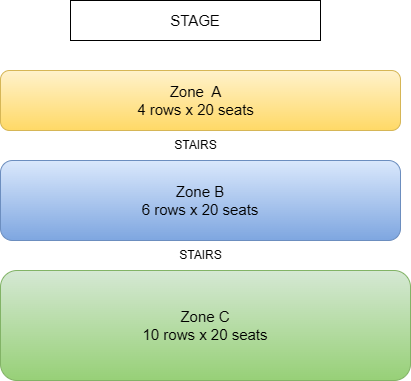 STAGE
Zone A
4 rows x 20 seats
STAIRS
Zone B
6 rows x 20 seats
STAIRS
Zone C
10 rows x 20 seats